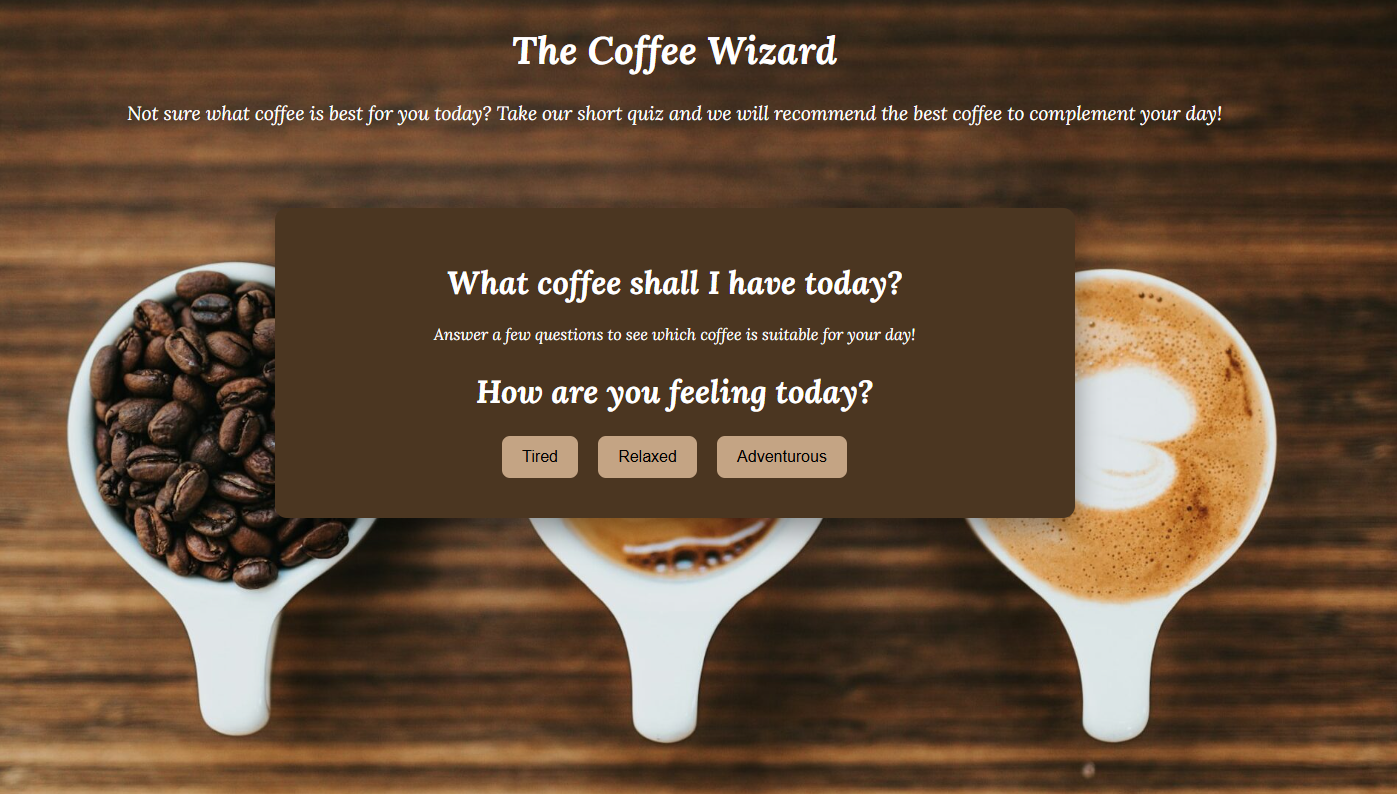 The Coffee Wizard
Not sure what coffee is best for you today? Take our short quiz and we will recommend the best coffee to complement your day!
What coffee shall I have today?
Answer a few questions to see which coffee is suitable for your day!
How are you feeling today?
Tired Relaxed Adventurous